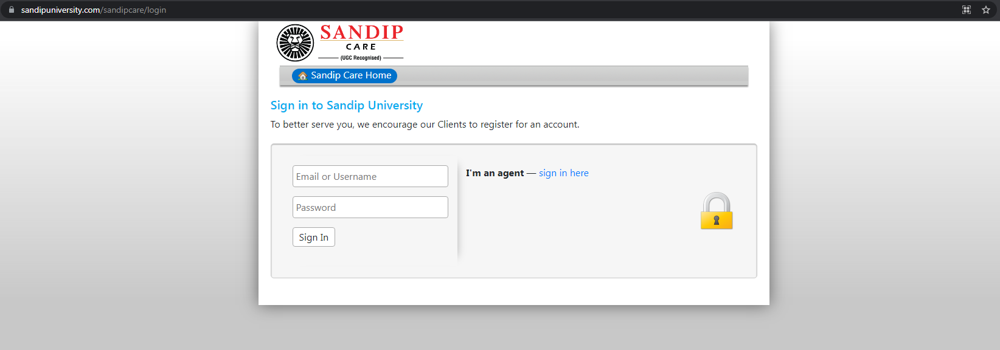 sandipuniversity.com/sandipcare/login
SANDIP
CARE
(UGC Recognised)
Sandip Care Home
Sign in to Sandip University
To better serve you, we encourage our Clients to register for an account.
Email or Username
Password
Sign In
I'm an agent — sign in here